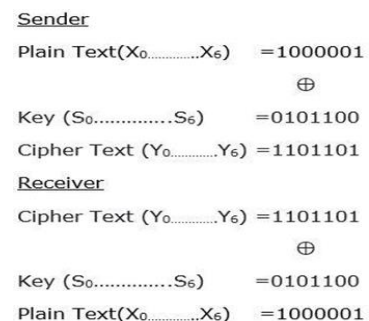 Sender
Plain Text(X₀.............X₆) =1000001
⊕
Key (S₀..............S₆) =0101100
Cipher Text (Y₀............Y₆) =1101101
Receiver
Cipher Text (Y₀............Y₆) =1101101
⊕
Key (S₀..............S₆) =0101100
Plain Text(X₀.............X₆) =1000001